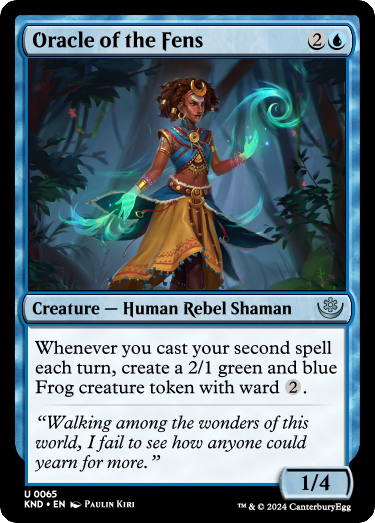 Oracle of the Fens 2
Creature — Human Rebel Shaman
Whenever you cast your second spell
each turn, create a 2/1 green and blue
Frog creature token with ward 2.
“Walking among the wonders of this
world, I fail to see how anyone could
yearn for more.”
1/4
U 0065
KND • EN Paulin Kiri
™ & © 2024 CanterburyEgg